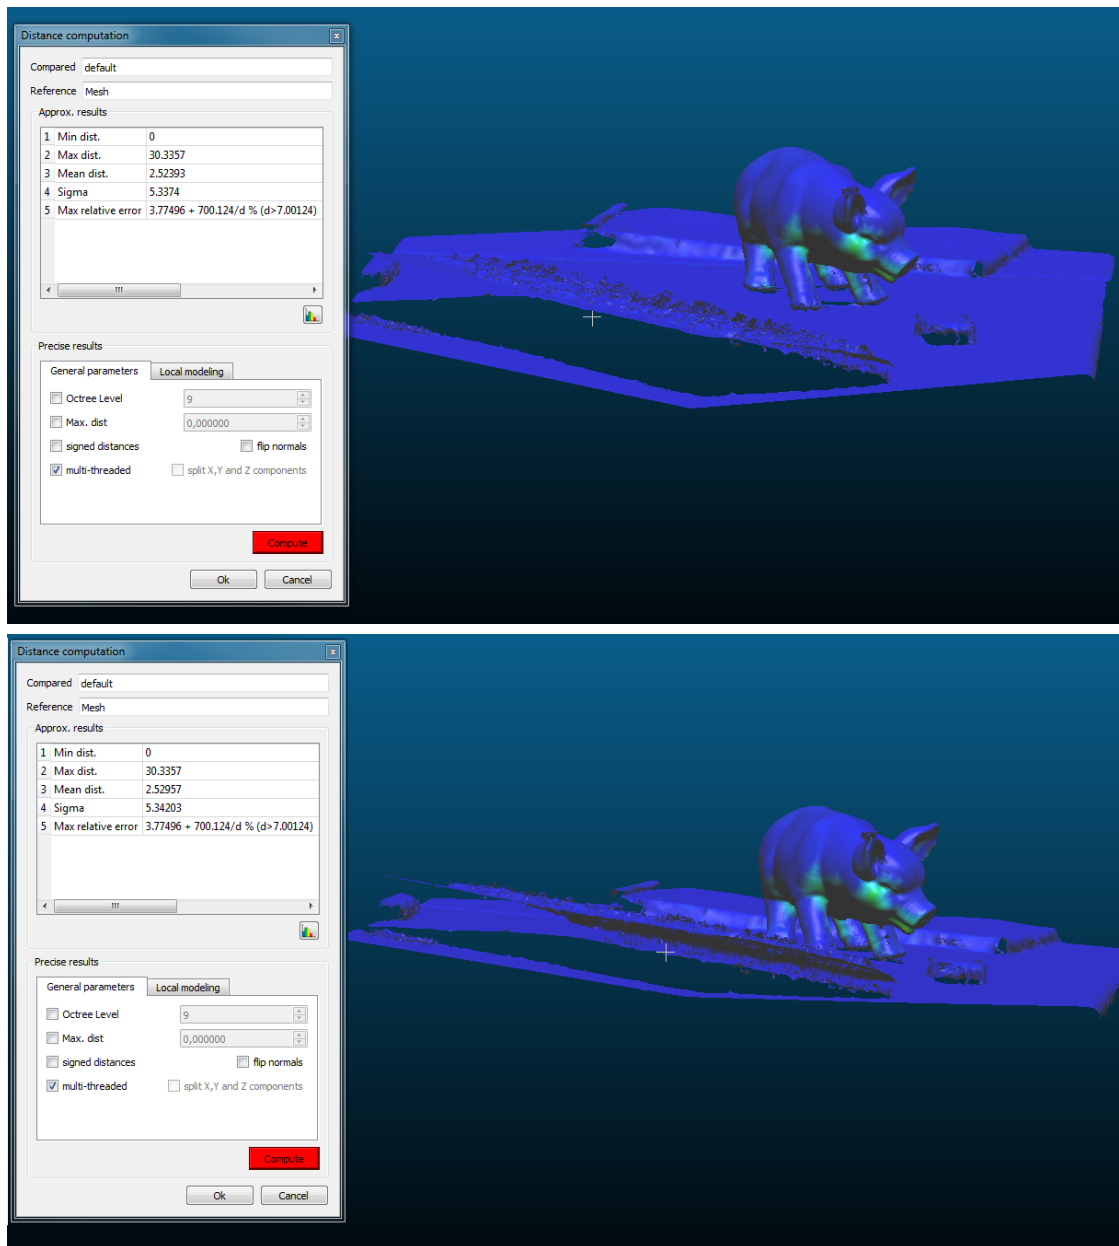 Distance computation
x
Compared default
Reference Mesh
Approx. results
1 Min dist. 0
2 Max dist. 30.3357
3 Mean dist. 2.52393
4 Sigma 5.3374
5 Max relative error 3.77496 + 700.124/d % (d>7.00124)
Precise results
General parameters Local modeling
Octree Level 9
Max. dist 0,000000
signed distances flip normals
multi-threaded split X,Y and Z components
Compute
Ok Cancel
Distance computation
x
Compared default
Reference Mesh
Approx. results
1 Min dist. 0
2 Max dist. 30.3357
3 Mean dist. 2.52957
4 Sigma 5.34203
5 Max relative error 3.77496 + 700.124/d % (d>7.00124)
Precise results
General parameters Local modeling
Octree Level 9
Max. dist 0,000000
signed distances flip normals
multi-threaded split X,Y and Z components
Compute
Ok Cancel